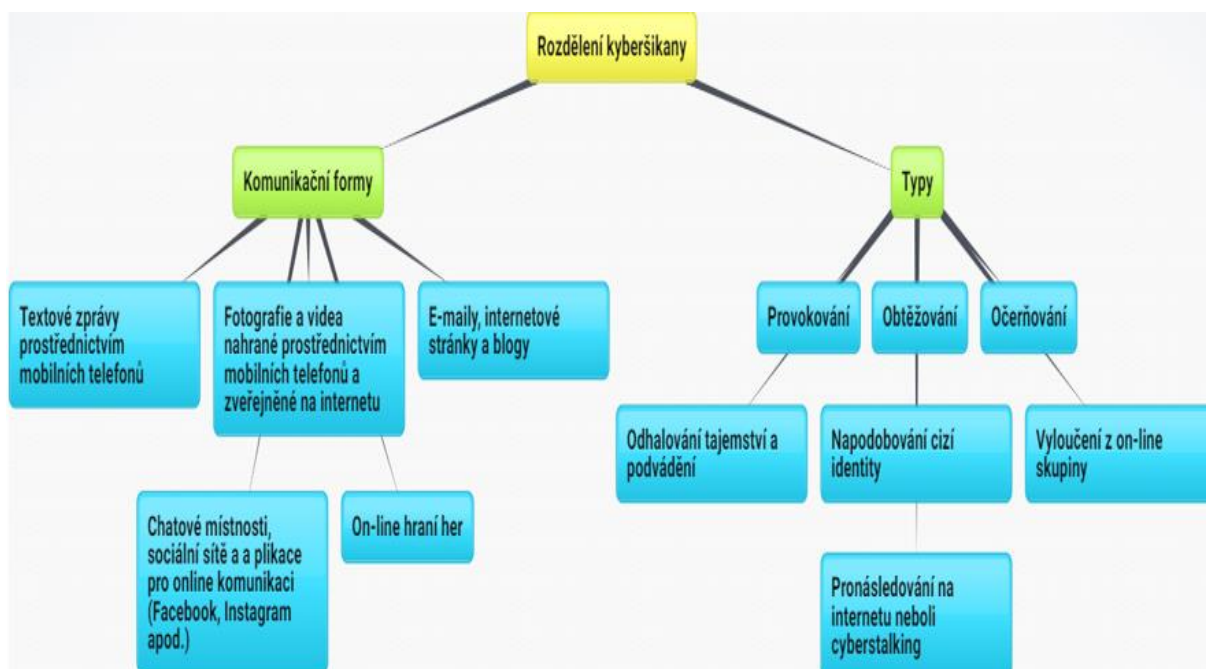 Rozdělení kyberšikany
Komunikační formy
Typy
Textové zprávy
prostřednictvím
mobilních telefonů
Fotografie a videa
nahrané prostřednictvím
mobilních telefonů a
zveřejněné na internetu
E-maily, internetové
stránky a blogy
Provokování
Obtěžování
Očerňování
Odhalování tajemství a
podvádění
Napodobování cizí
identity
Vyloučení z on-line
skupiny
Chatové místnosti,
sociální sítě a a plikace
pro online komunikaci
(Facebook, Instagram
apod.)
On-line hraní her
Pronásledování na
internetu neboli
cyberstalking